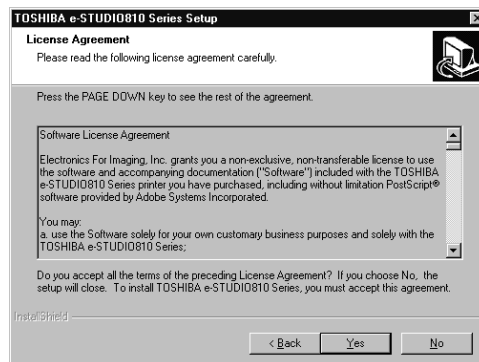 TOSHIBA e-STUDIO810 Series Setup
License Agreement
Please read the following license agreement carefully.
Press the PAGE DOWN key to see the rest of the agreement.
Software License Agreement
Electronics For Imaging, Inc. grants you a non-exclusive, non-transferable license to use
the software and accompanying documentation ("Software") included with the TOSHIBA
e-STUDIO810 Series printer you have purchased, including without limitation PostScript®
software provided by Adobe Systems Incorporated.
You may:
a. use the Software solely for your own customary business purposes and solely with the
TOSHIBA e-STUDIO810 Series;
Do you accept all the terms of the preceding License Agreement? If you choose No, the
setup will close. To install TOSHIBA e-STUDIO810 Series, you must accept this agreement.
InstallShield
< Back Yes No